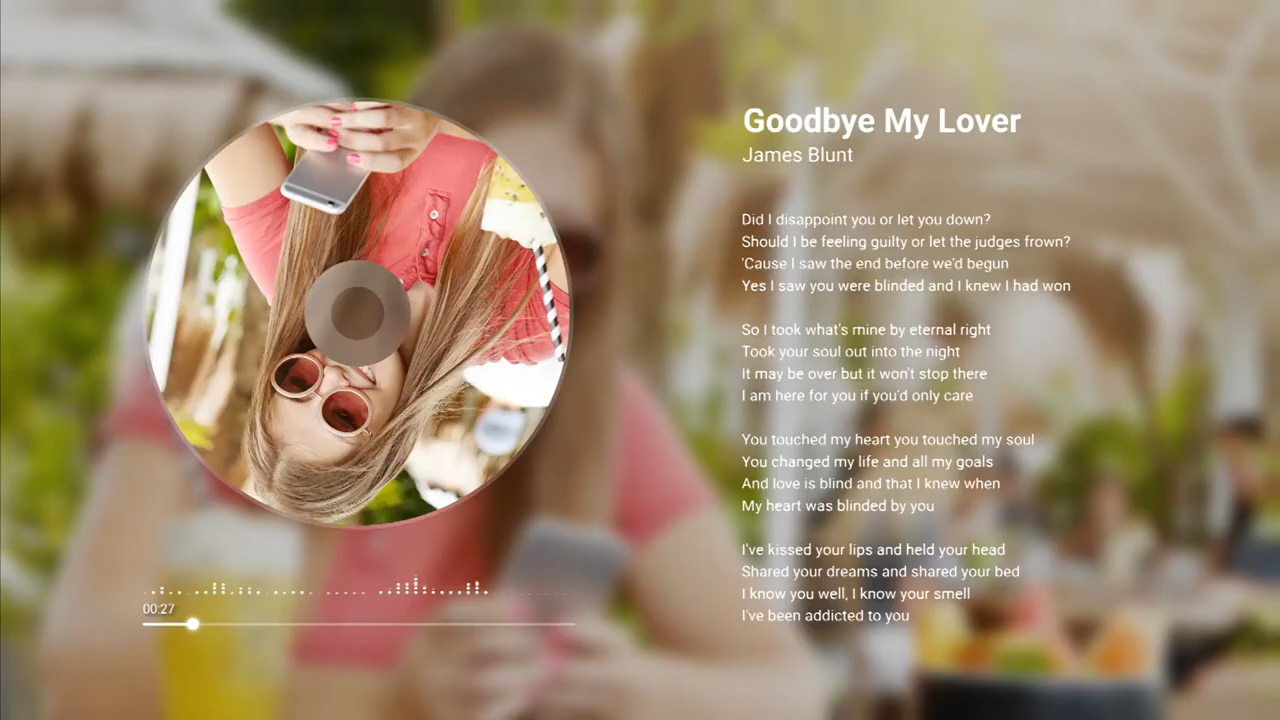 Goodbye My Lover
James Blunt
Did I disappoint you or let you down?
Should I be feeling guilty or let the judges frown?
'Cause I saw the end before we'd begun
Yes I saw you were blinded and I knew I had won
So I took what's mine by eternal right
Took your soul out into the night
It may be over but it won't stop there
I am here for you if you'd only care
You touched my heart you touched my soul
You changed my life and all my goals
And love is blind and that I knew when
My heart was blinded by you
I've kissed your lips and held your head
Shared your dreams and shared your bed
I know you well, I know your smell
I've been addicted to you
00:27